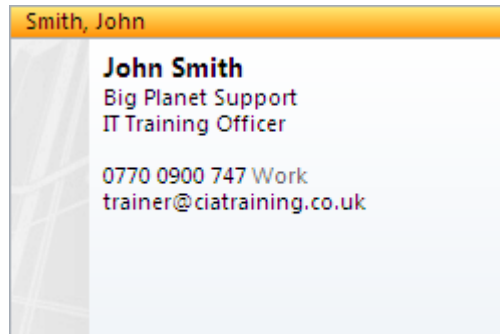 Smith, John
John Smith
Big Planet Support
IT Training Officer
0770 0900 747 Work
trainer@ciatraining.co.uk